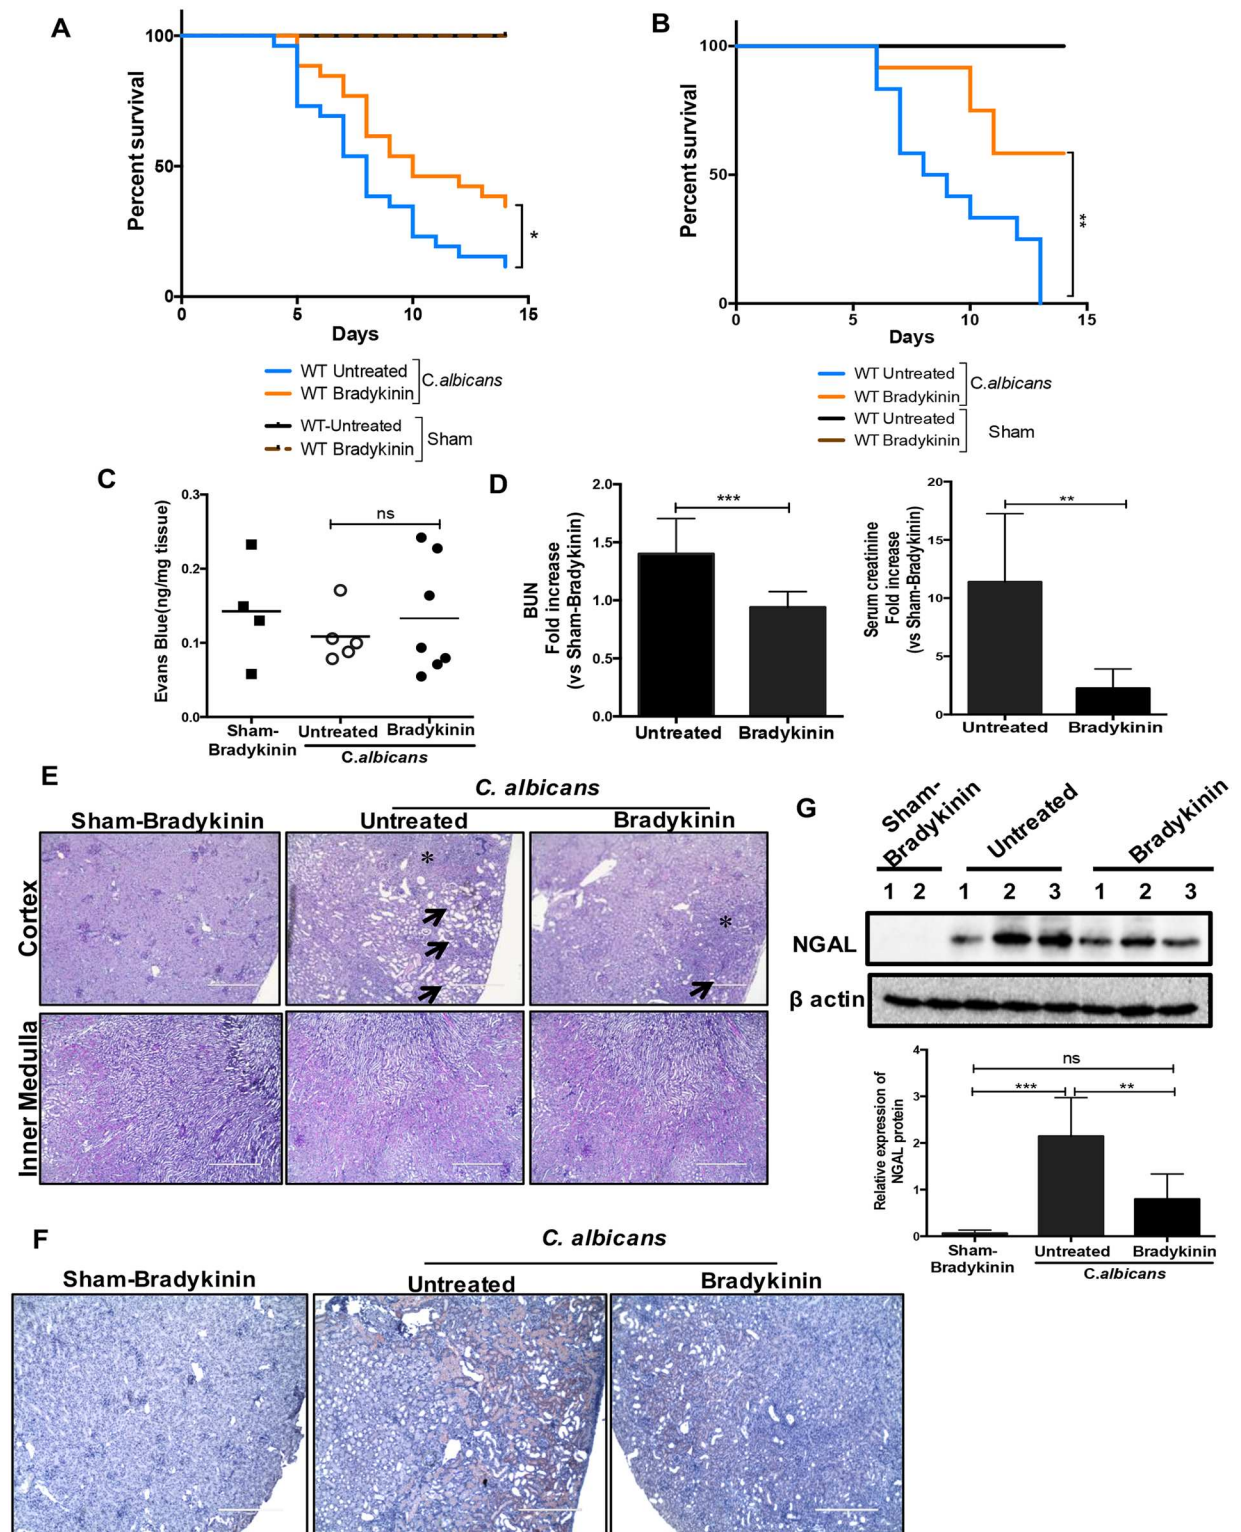 A
100
50
0
Percent survival
0 5 10 15
Days
WT Untreated
WT Bradykinin
C.albicans
WT-Untreated
WT Bradykinin
Sham
*
B
100
50
0
Percent survival
0 5 10 15
Days
WT Untreated
WT Bradykinin
C.albicans
WT Untreated
WT Bradykinin
Sham
**
C
Evans Blue(ng/mg tissue)
0.3
0.2
0.1
0.0
ns
Sham-
Bradykinin
Untreated Bradykinin
C.albicans
D
BUN
Fold increase
(vs Sham-Bradykinin)
2.0
1.5
1.0
0.5
0.0
***
Untreated Bradykinin
Serum creatinine
Fold increase
(vs Sham-Bradykinin)
20
15
10
5
0
**
Untreated Bradykinin
E
C. albicans
Sham-Bradykinin Untreated Bradykinin
Cortex
*
*
Inner Medulla
F
C. albicans
Sham-Bradykinin Untreated Bradykinin
G
Sham-
Bradykinin
Untreated
Bradykinin
1 2 1 2 3 1 2 3
NGAL
β actin
Relative expression of
NGAL protein
4
3
2
1
0
ns
*** **
Sham-
Bradykinin
Untreated Bradykinin
C.albicans